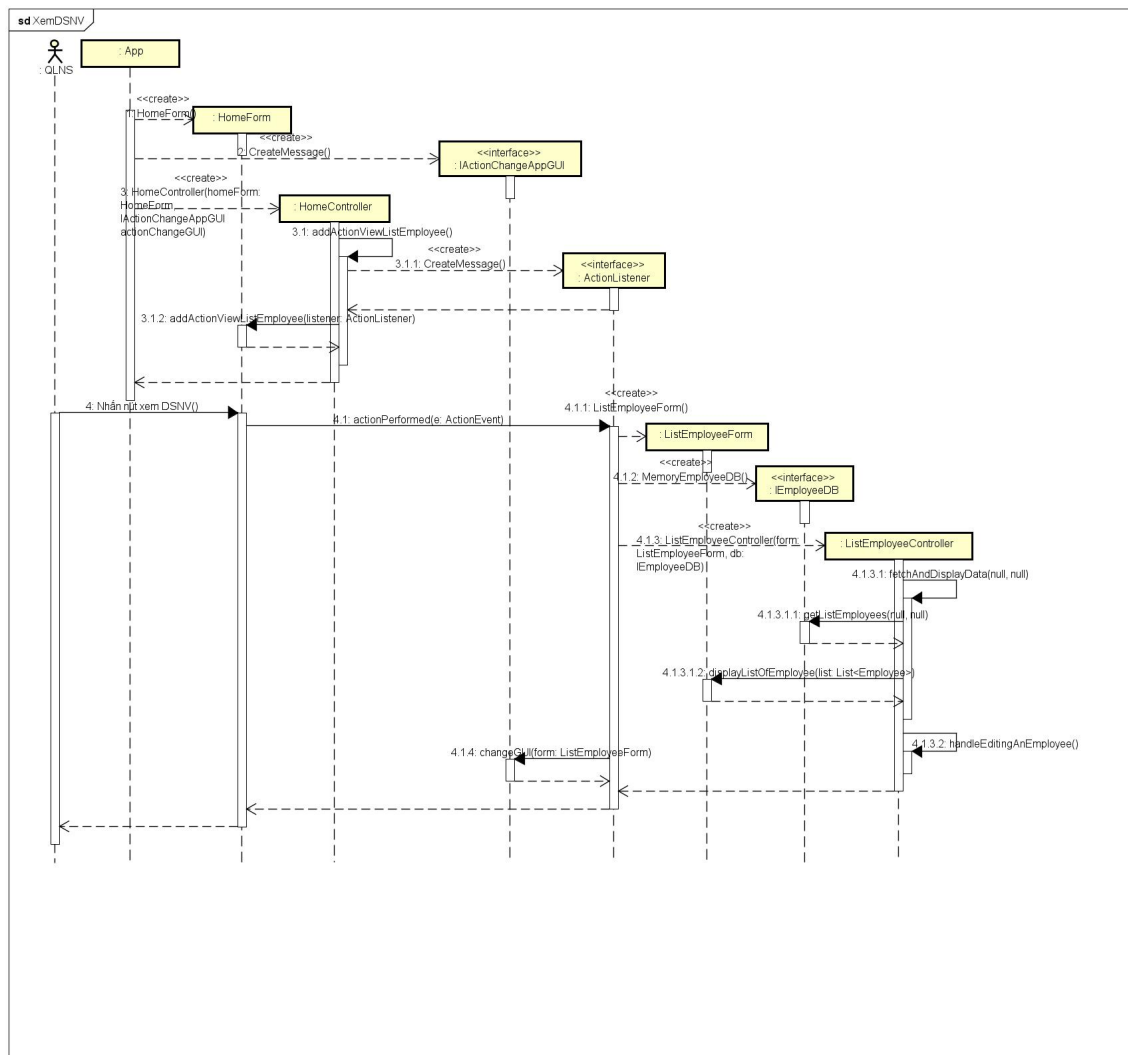 sd XemDSNV
: QLNS
: App
<<create>>
1: HomeForm()
: HomeForm
<<create>>
2: CreateMessage()
<<interface>>
: IActionChangeAppGUI
<<create>>
3: HomeController(homeForm:
HomeForm,
IActionChangeAppGUI
actionChangeGUI)
: HomeController
3.1: addActionViewListEmployee()
<<create>>
3.1.1: CreateMessage()
<<interface>>
: ActionListener
3.1.2: addActionViewListEmployee(listener: ActionListener)
4: Nhấn nút xem DSNV()
4.1: actionPerformed(e: ActionEvent)
<<create>>
4.1.1: ListEmployeeForm()
: ListEmployeeForm
<<create>>
4.1.2: MemoryEmployeeDB()
<<interface>>
: IEmployeeDB
<<create>>
4.1.3: ListEmployeeController(form:
ListEmployeeForm, db:
IEmployeeDB)
: ListEmployeeController
4.1.3.1: fetchAndDisplayData(null, null)
4.1.3.1.1: getListEmployees(null, null)
4.1.3.1.2: displayListOfEmployee(list: List<Employee>)
4.1.3.2: handleEditingAnEmployee()
4.1.4: changeGUI(form: ListEmployeeForm)